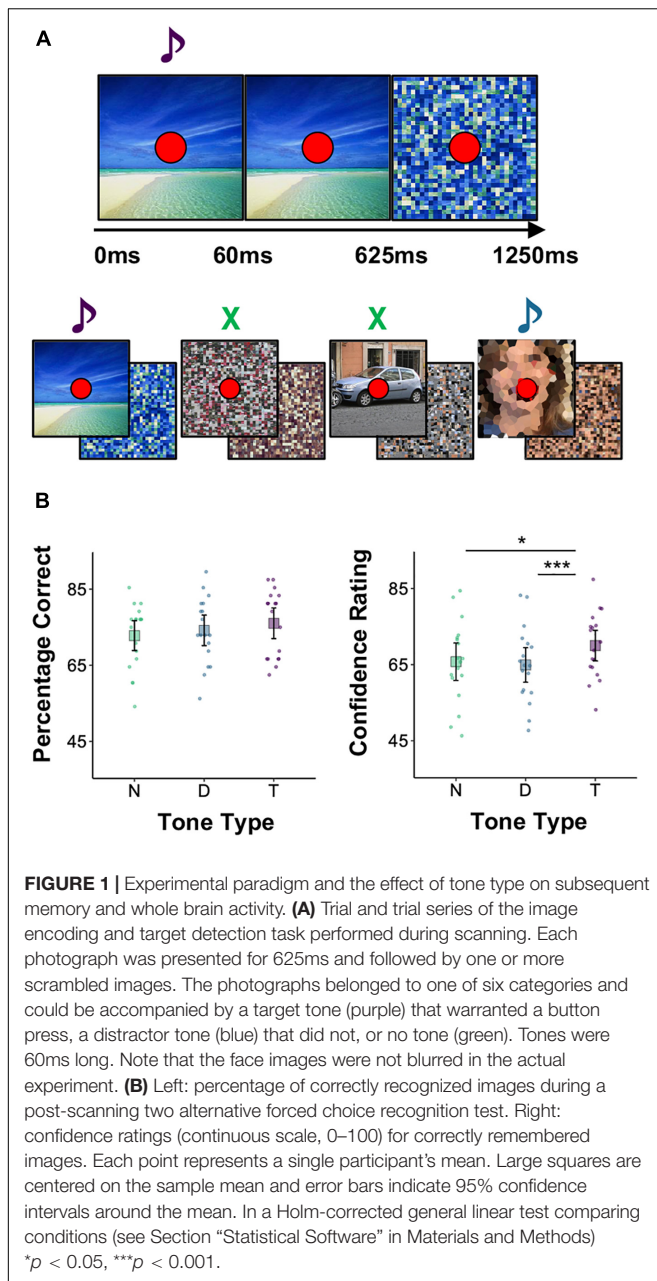 A
0ms 60ms 625ms 1250ms
X X
B
Percentage Correct
85
65
45
N D T
Tone Type
Confidence Rating
85
65
45
* 
***
N D T
Tone Type
FIGURE 1 | Experimental paradigm and the effect of tone type on subsequent
memory and whole brain activity. (A) Trial and trial series of the image
encoding and target detection task performed during scanning. Each
photograph was presented for 625ms and followed by one or more
scrambled images. The photographs belonged to one of six categories and
could be accompanied by a target tone (purple) that warranted a button
press, a distractor tone (blue) that did not, or no tone (green). Tones were
60ms long. Note that the face images were not blurred in the actual
experiment. (B) Left: percentage of correctly recognized images during a
post-scanning two alternative forced choice recognition test. Right:
confidence ratings (continuous scale, 0–100) for correctly remembered
images. Each point represents a single participant's mean. Large squares are
centered on the sample mean and error bars indicate 95% confidence
intervals around the mean. In a Holm-corrected general linear test comparing
conditions (see Section “Statistical Software” in Materials and Methods)
*p < 0.05, ***p < 0.001.